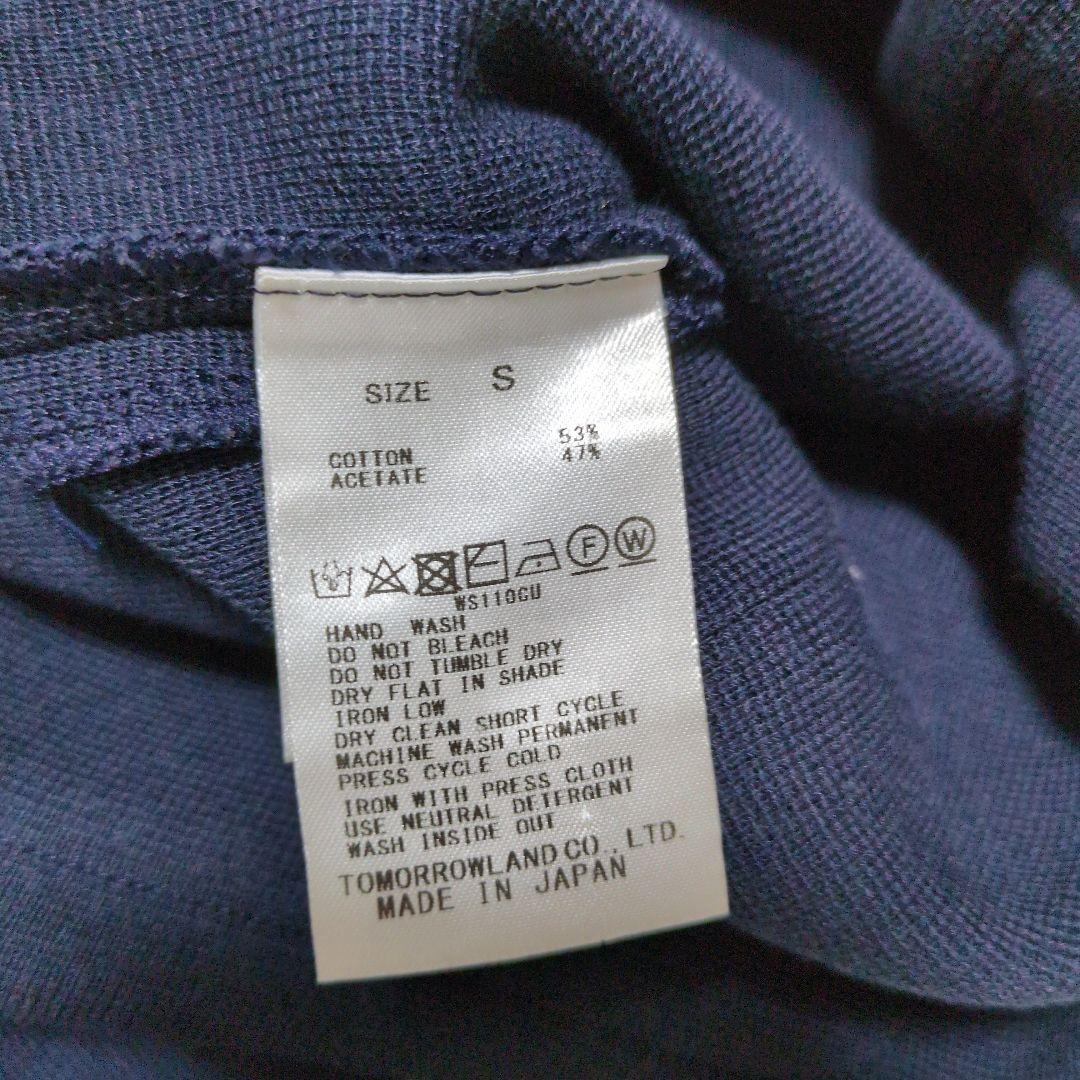 SIZE S
COTTON 53%
ACETATE 47%
F W
WS110GU
HAND WASH
DO NOT BLEACH
DO NOT TUMBLE DRY
DRY FLAT IN SHADE
IRON LOW
DRY CLEAN SHORT CYCLE
MACHINE WASH PERMANENT
PRESS CYCLE COLD
IRON WITH PRESS CLOTH
USE NEUTRAL DETERGENT
WASH INSIDE OUT
TOMORROWLAND CO., LTD.
MADE IN JAPAN